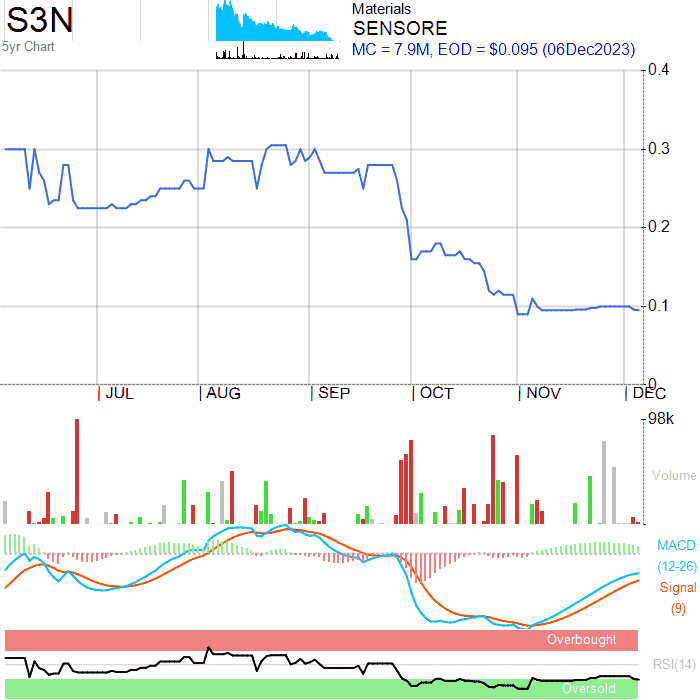 S3N
5yr Chart
Materials
SENSORE
MC = 7.9M, EOD = $0.095 (06Dec2023)
0.4
0.3
0.2
0.1
0
JUL AUG SEP OCT NOV DEC
98k
Volume
MACD
(12-26)
Signal
(9)
Overbought
RSI(14)
Oversold